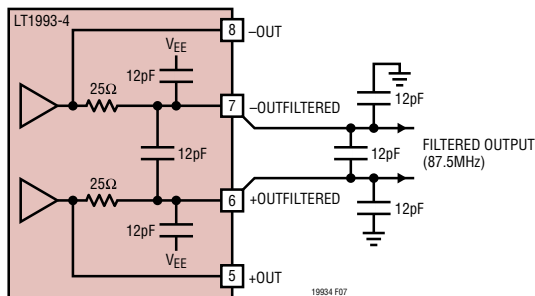 LT1993-4
8 –OUT
VEE
12pF
12pF
25Ω
7 –OUTFILTERED
12pF
12pF
FILTERED OUTPUT
(87.5MHz)
25Ω
6 +OUTFILTERED
12pF
12pF
VEE
5 +OUT
19934 F07